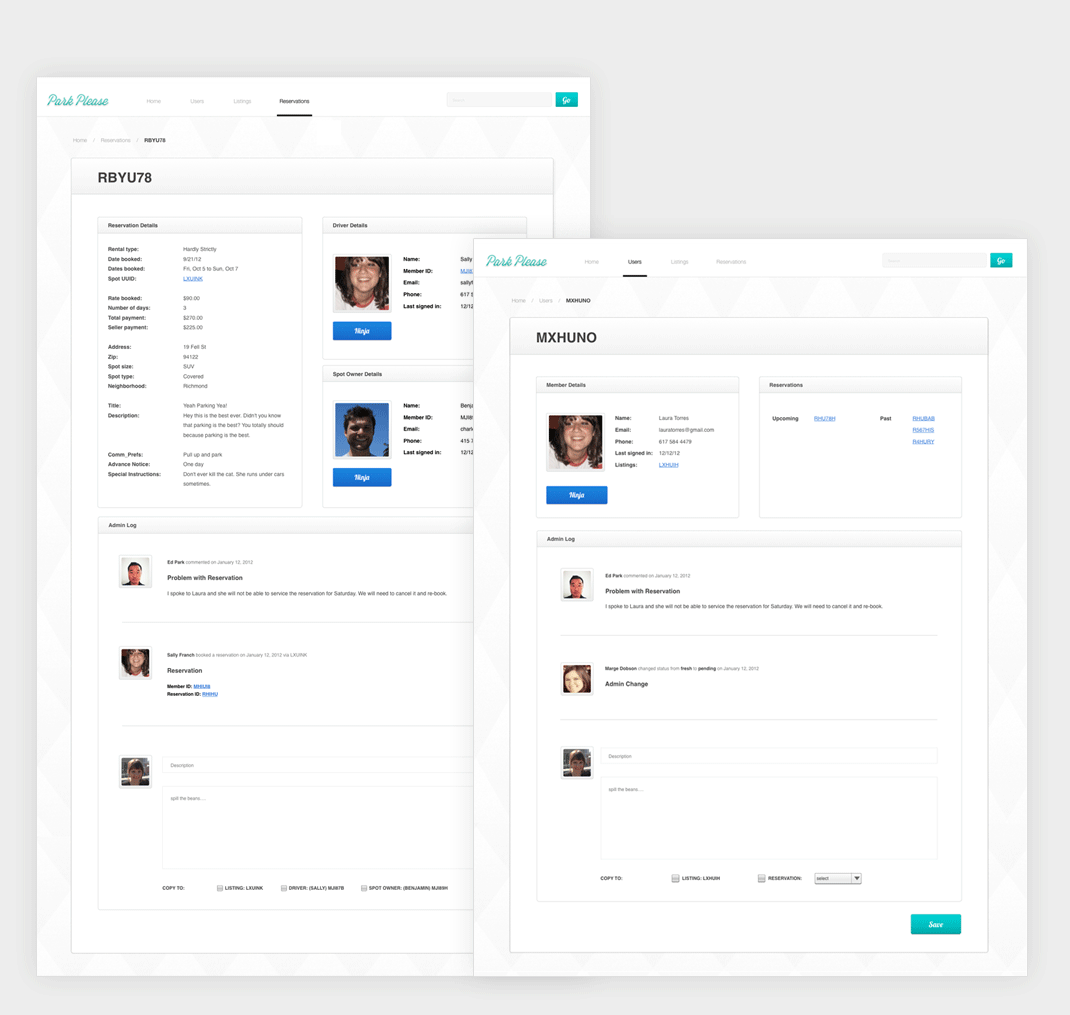 Park Please
Home Users Listings Reservations
Go
Home / Reservations / RBYU78
RBYU78
Reservation Details
Rental type: Hardly Strictly
Date booked: 9/21/12
Dates booked: Fri, Oct 5 to Sun, Oct 7
Spot UUID: LXUINK
Rate booked: $90.00
Number of days: 3
Total payment: $270.00
Seller payment: $225.00
Address: 19 Fell St
Zip: 94122
Spot size: SUV
Spot type: Covered
Neighborhood: Richmond
Title: Yeah Parking Yea!
Description: Hey this is the best ever. Didn't you know
that parking is the best? You totally should
because parking is the best.
Comm_Prefs: Pull up and park
Advance Notice: One day
Special Instructions: Don't ever kill the cat. She runs under cars
sometimes.
Driver Details
Name: Sally
Member ID:
Email:
Phone: 617
Last signed in: 12/12
Ninja
Spot Owner Details
Name: Benja
Member ID:
Email:
Phone: 415
Last signed in: 12/12
Ninja
Admin Log
Ed Park commented on January 12, 2012
Problem with Reservation
I spoke to Laura and she will not be able to service the reservation for Saturday. We will need to cancel it and re-book.
Sally Franch booked a reservation on January 12, 2012 via LXUINK
Reservation
Member ID:
Reservation ID:
Description
spill the beans....
COPY TO: LISTING: LXUINK DRIVER: (SALLY) SPOT OWNER: (BENJAMIN)
Park Please
Home Users Listings Reservations
Go
Home / Users / MXHUNO
MXHUNO
Member Details
Name: Laura Torres
Email: lauratorres@gmail.com
Phone: 617 584 4479
Last signed in: 12/12/12
Listings: LXHUIH
Ninja
Reservations
Upcoming RHU78H Past RHUBAB
R567HIS
R4HURY
Admin Log
Ed Park commented on January 12, 2012
Problem with Reservation
I spoke to Laura and she will not be able to service the reservation for Saturday. We will need to cancel it and re-book.
Marge Dobson changed status from fresh to pending on January 12, 2012
Admin Change
Description
spill the beans....
COPY TO: LISTING: LXHUIH RESERVATION: select
Save